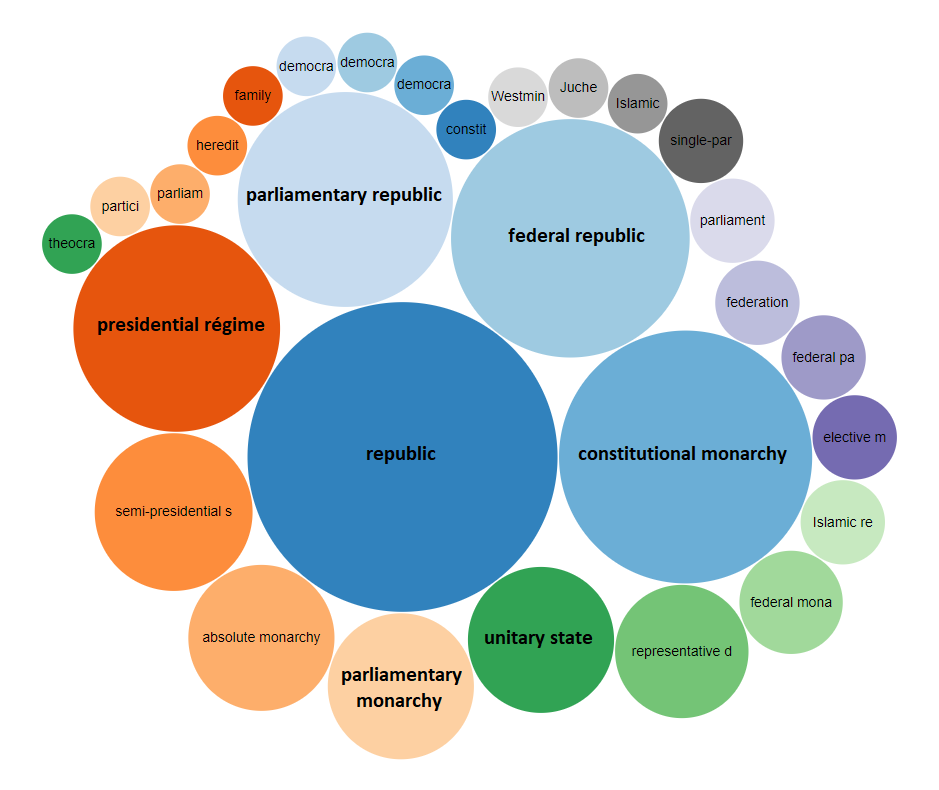 democra
democra
democra
constit
family
heredit
parliam
partici
theocra
Westmin
Juche
Islamic
single-par
parliament
federation
federal pa
elective m
Islamic re
federal mona
parliamentary republic
federal republic
presidential régime
republic
constitutional monarchy
semi-presidential s
absolute monarchy
parliamentary
monarchy
unitary state
representative d